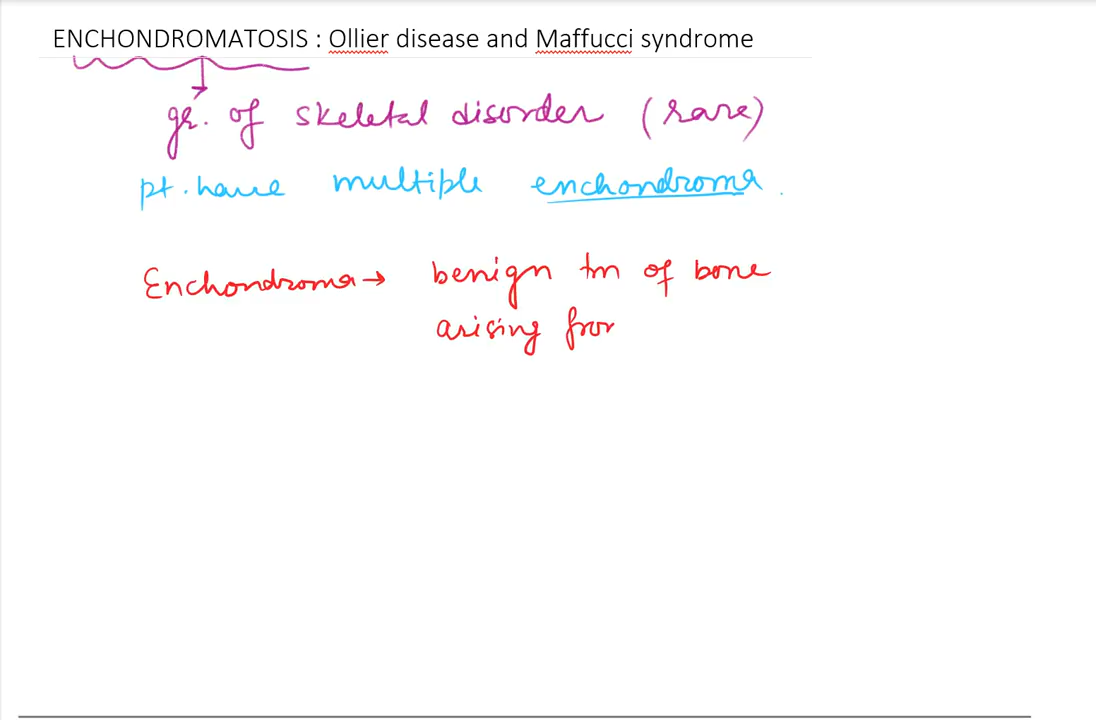 ENCHONDROMATOSIS : Ollier disease and Maffucci syndrome
gr. of skeletal disorder (rare)
pt. have multiple enchondroma.
Enchondroma → benign tm of bone
arising fror